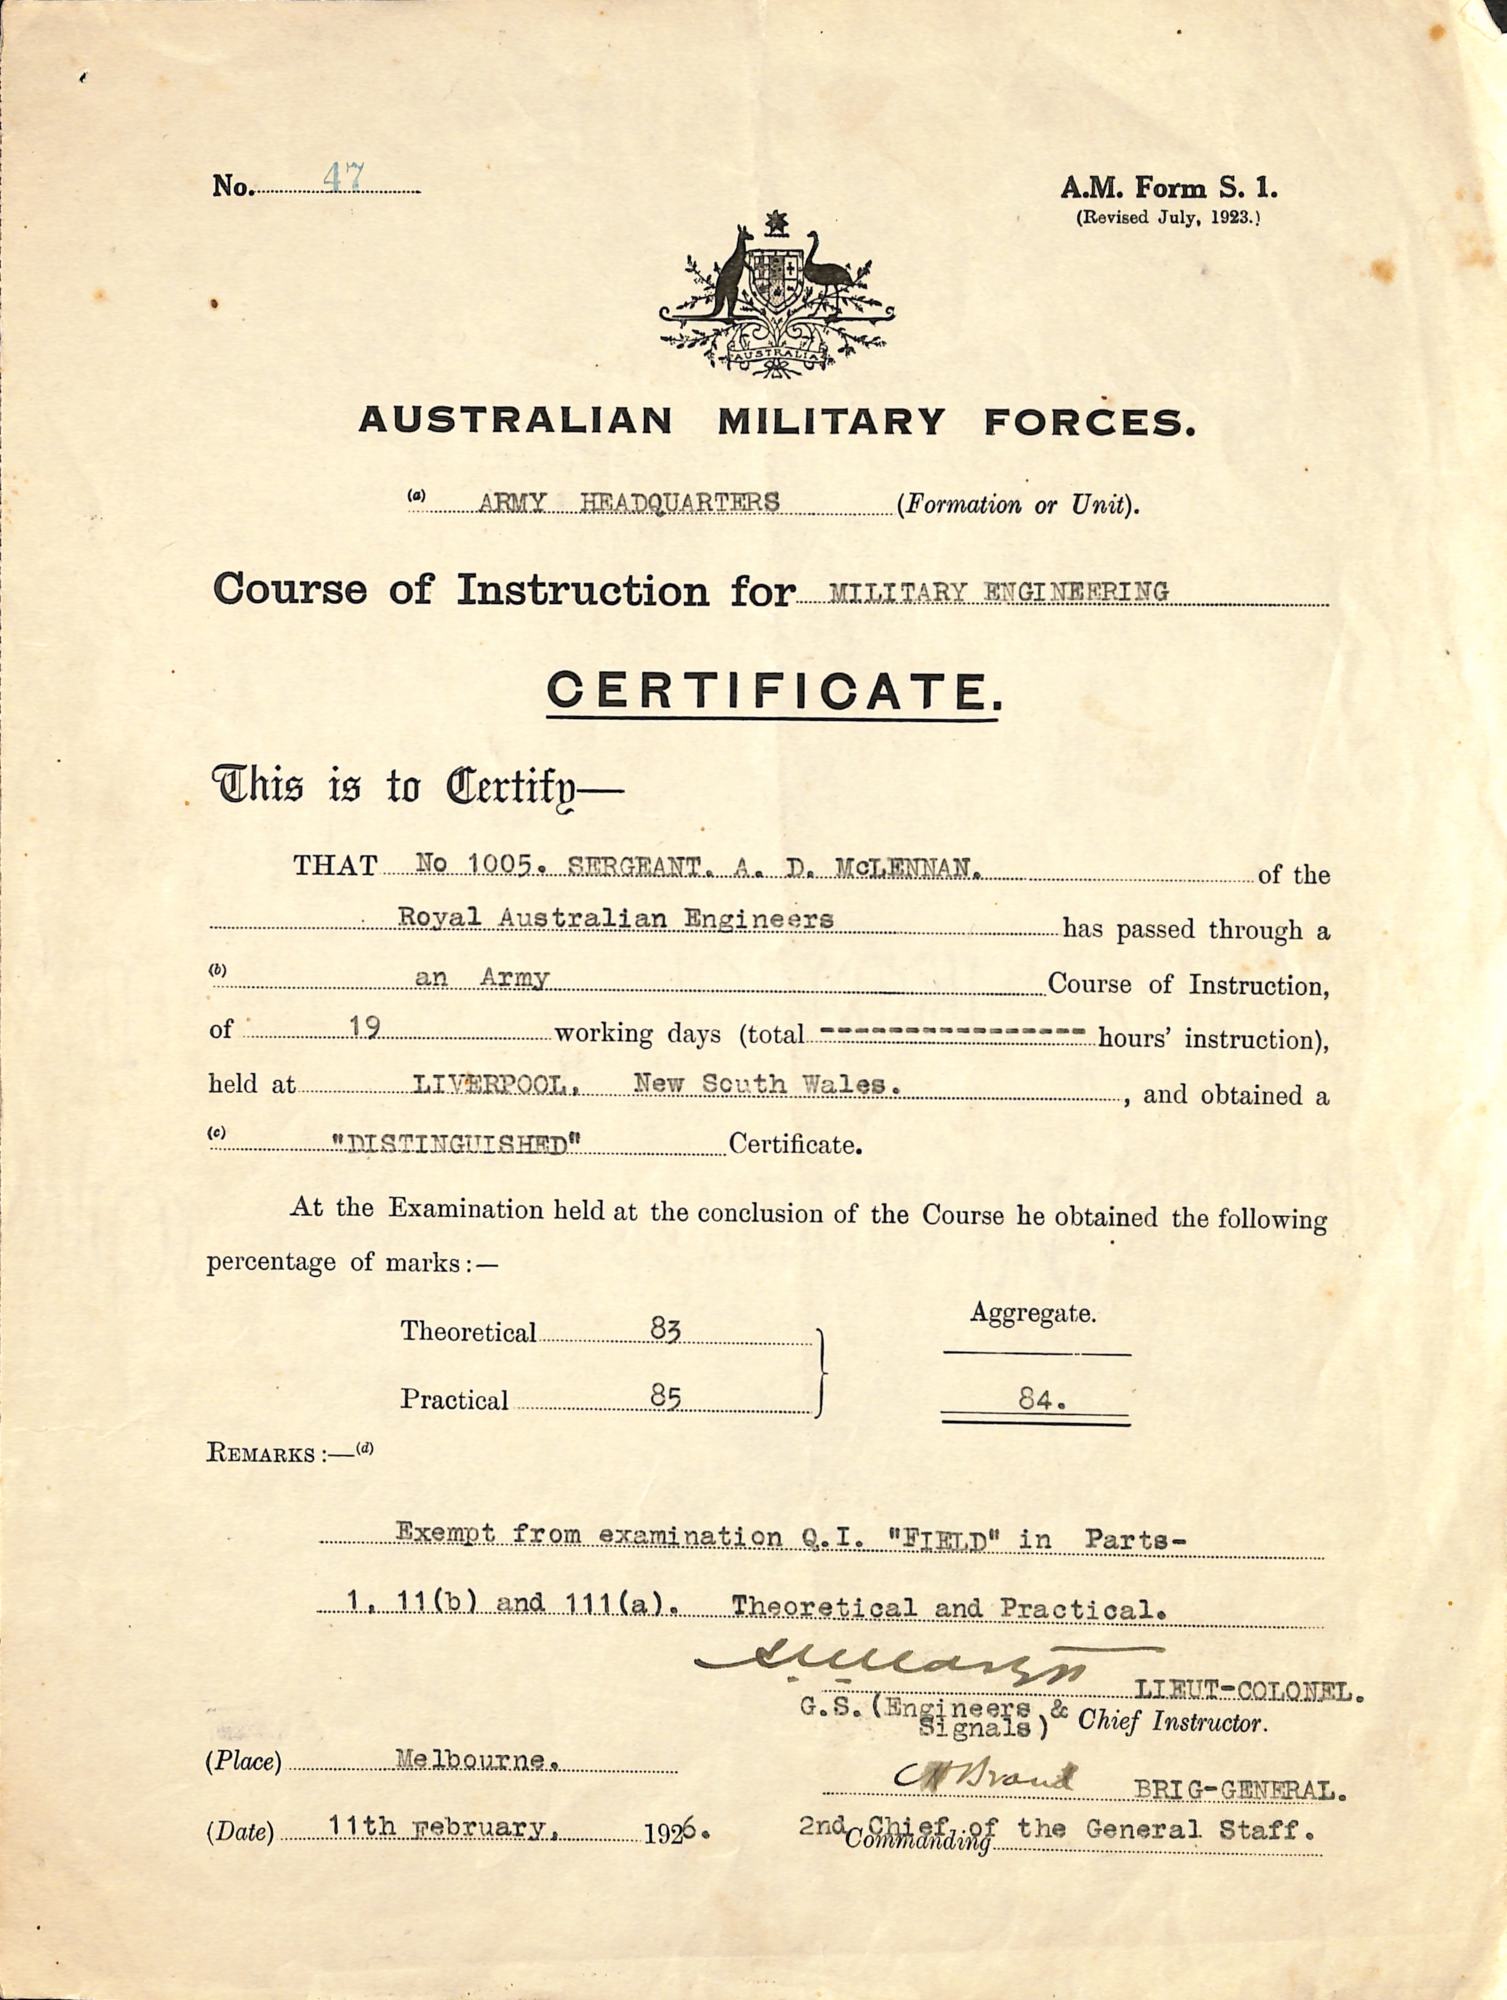 No. 47
A.M. Form S. 1.
(Revised July, 1923.)
AUSTRALIA
AUSTRALIAN MILITARY FORCES.
(a) ARMY HEADQUARTERS (Formation or Unit).
Course of Instruction for MILITARY ENGINEERING
CERTIFICATE.
This is to Certify—
THAT No 1005. SERGEANT. A. D. McLENNAN. of the
Royal Australian Engineers has passed through a
(b) an Army Course of Instruction,
of 19 working days (total ---------------- hours' instruction),
held at LIVERPOOL, New South Wales. , and obtained a
(c) "DISTINGUISHED" Certificate.
At the Examination held at the conclusion of the Course he obtained the following
percentage of marks:—
Aggregate.
Theoretical 83
Practical 85 84.
REMARKS:—(d)
Exempt from examination Q.I. "FIELD" in Parts-
1, 11(b) and 111(a). Theoretical and Practical.
LIEUT-COLONEL.
G.S. (Engineers & Signals) Chief Instructor.
(Place) Melbourne.
CH Brand BRIG-GENERAL.
(Date) 11th February, 1926.
2nd Chief of the General Staff.
Commanding